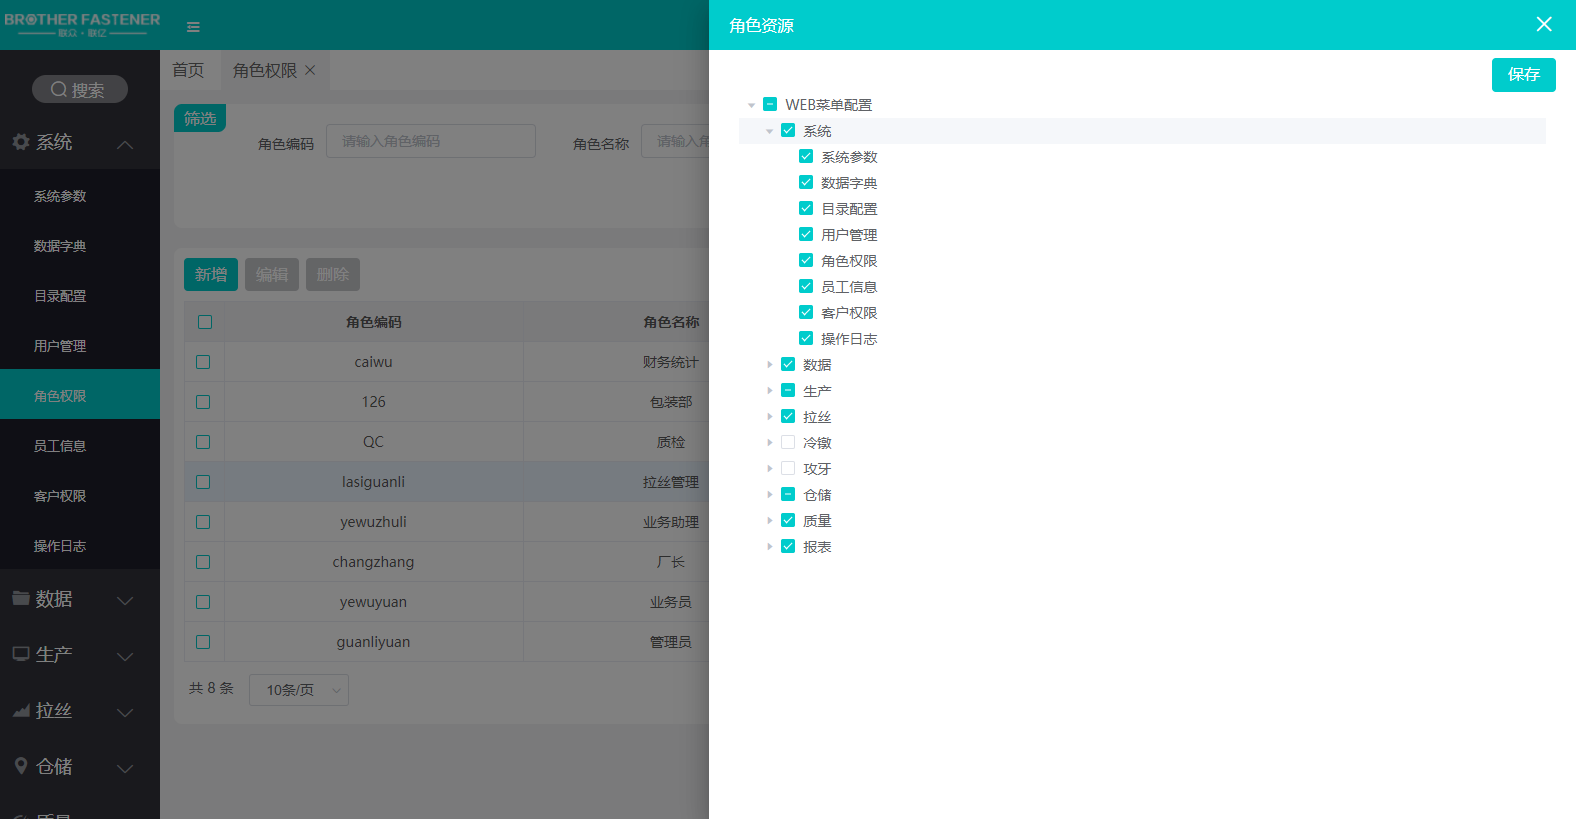 BROTHER FASTENER
联众·联亿
搜索
系统
系统参数
数据字典
目录配置
用户管理
角色权限
员工信息
客户权限
操作日志
数据
生产
拉丝
仓储
首页
角色权限
筛选
角色编码 请输入角色编码 角色名称 请输入角
新增 编辑 删除
角色编码 角色名称
caiwu 财务统计
126 包装部
QC 质检
lasiguanli 拉丝管理
yewuzhuli 业务助理
changzhang 厂长
yewuyuan 业务员
guanliyuan 管理员
共 8 条 10条/页
角色资源
保存
WEB菜单配置
系统
系统参数
数据字典
目录配置
用户管理
角色权限
员工信息
客户权限
操作日志
数据
生产
拉丝
冷镦
攻牙
仓储
质量
报表